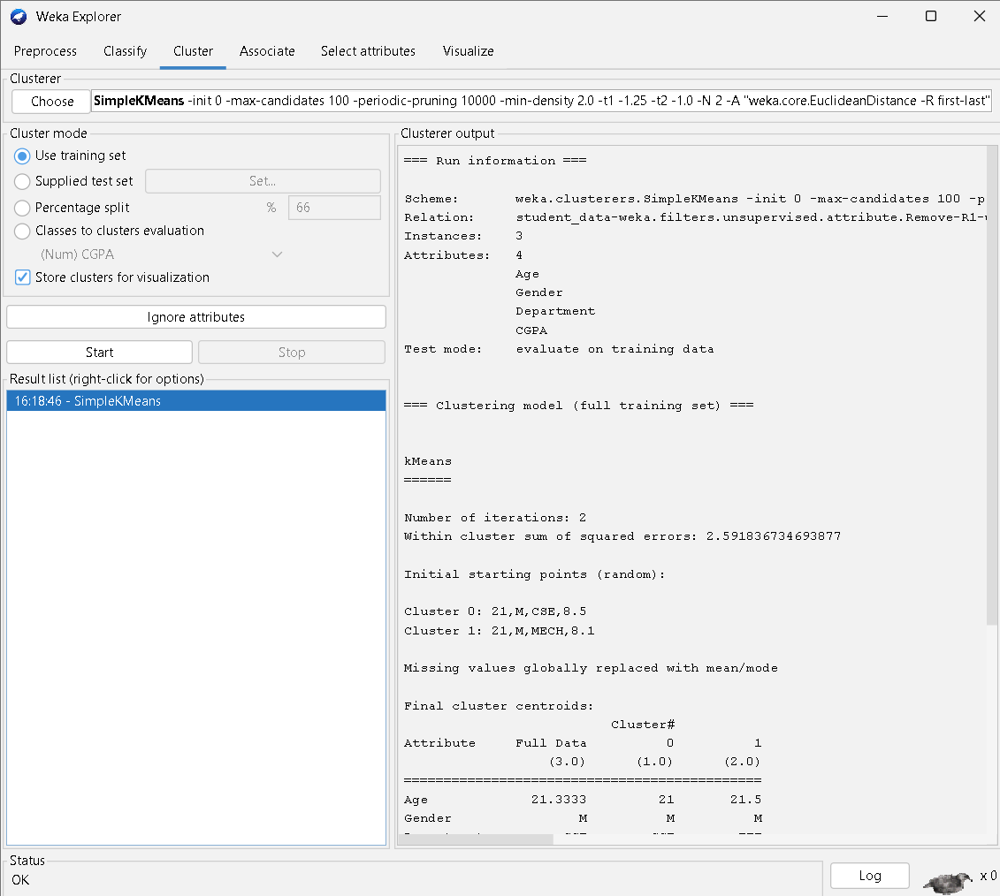 Weka Explorer
Preprocess Classify Cluster Associate Select attributes Visualize
Clusterer
Choose SimpleKMeans -init 0 -max-candidates 100 -periodic-pruning 10000 -min-density 2.0 -t1 -1.25 -t2 -1.0 -N 2 -A "weka.core.EuclideanDistance -R first-last"
Cluster mode
Use training set
Supplied test set Set...
Percentage split % 66
Classes to clusters evaluation
(Num) CGPA
Store clusters for visualization
Ignore attributes
Start Stop
Result list (right-click for options)
16:18:46 - SimpleKMeans
Clusterer output
=== Run information ===
Scheme: weka.clusterers.SimpleKMeans -init 0 -max-candidates 100 -p
Relation: student_data-weka.filters.unsupervised.attribute.Remove-R1-
Instances: 3
Attributes: 4
Age
Gender
Department
CGPA
Test mode: evaluate on training data
=== Clustering model (full training set) ===
kMeans
======
Number of iterations: 2
Within cluster sum of squared errors: 2.591836734693877
Initial starting points (random):
Cluster 0: 21,M,CSE,8.5
Cluster 1: 21,M,MECH,8.1
Missing values globally replaced with mean/mode
Final cluster centroids:
Cluster#
Attribute Full Data 0 1
(3.0) (1.0) (2.0)
=============================================
Age 21.3333 21 21.5
Gender M M M
Status
OK
Log x 0